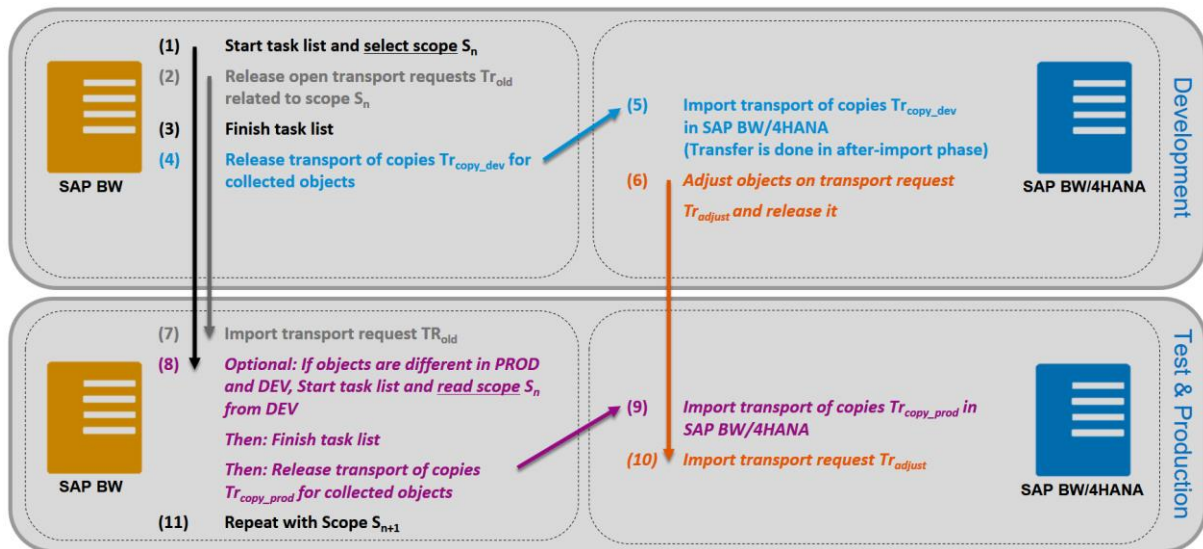 (1) Start task list and select scope Sn
(2) Release open transport requests Trold
related to scope Sn
(3) Finish task list
(4) Release transport of copies Trcopy_dev for
collected objects
SAP BW
(5) Import transport of copies Trcopy_dev
in SAP BW/4HANA
(Transfer is done in after-import phase)
(6) Adjust objects on transport request
Tradjust and release it
SAP BW/4HANA
Development
(7) Import transport request TRold
(8) Optional: If objects are different in PROD
and DEV, Start task list and read scope Sn
from DEV
Then: Finish task list
Then: Release transport of copies
Trcopy_prod for collected objects
(11) Repeat with Scope Sn+1
SAP BW
(9) Import transport of copies Trcopy_prod in
SAP BW/4HANA
(10) Import transport request Tradjust
SAP BW/4HANA
Test & Production